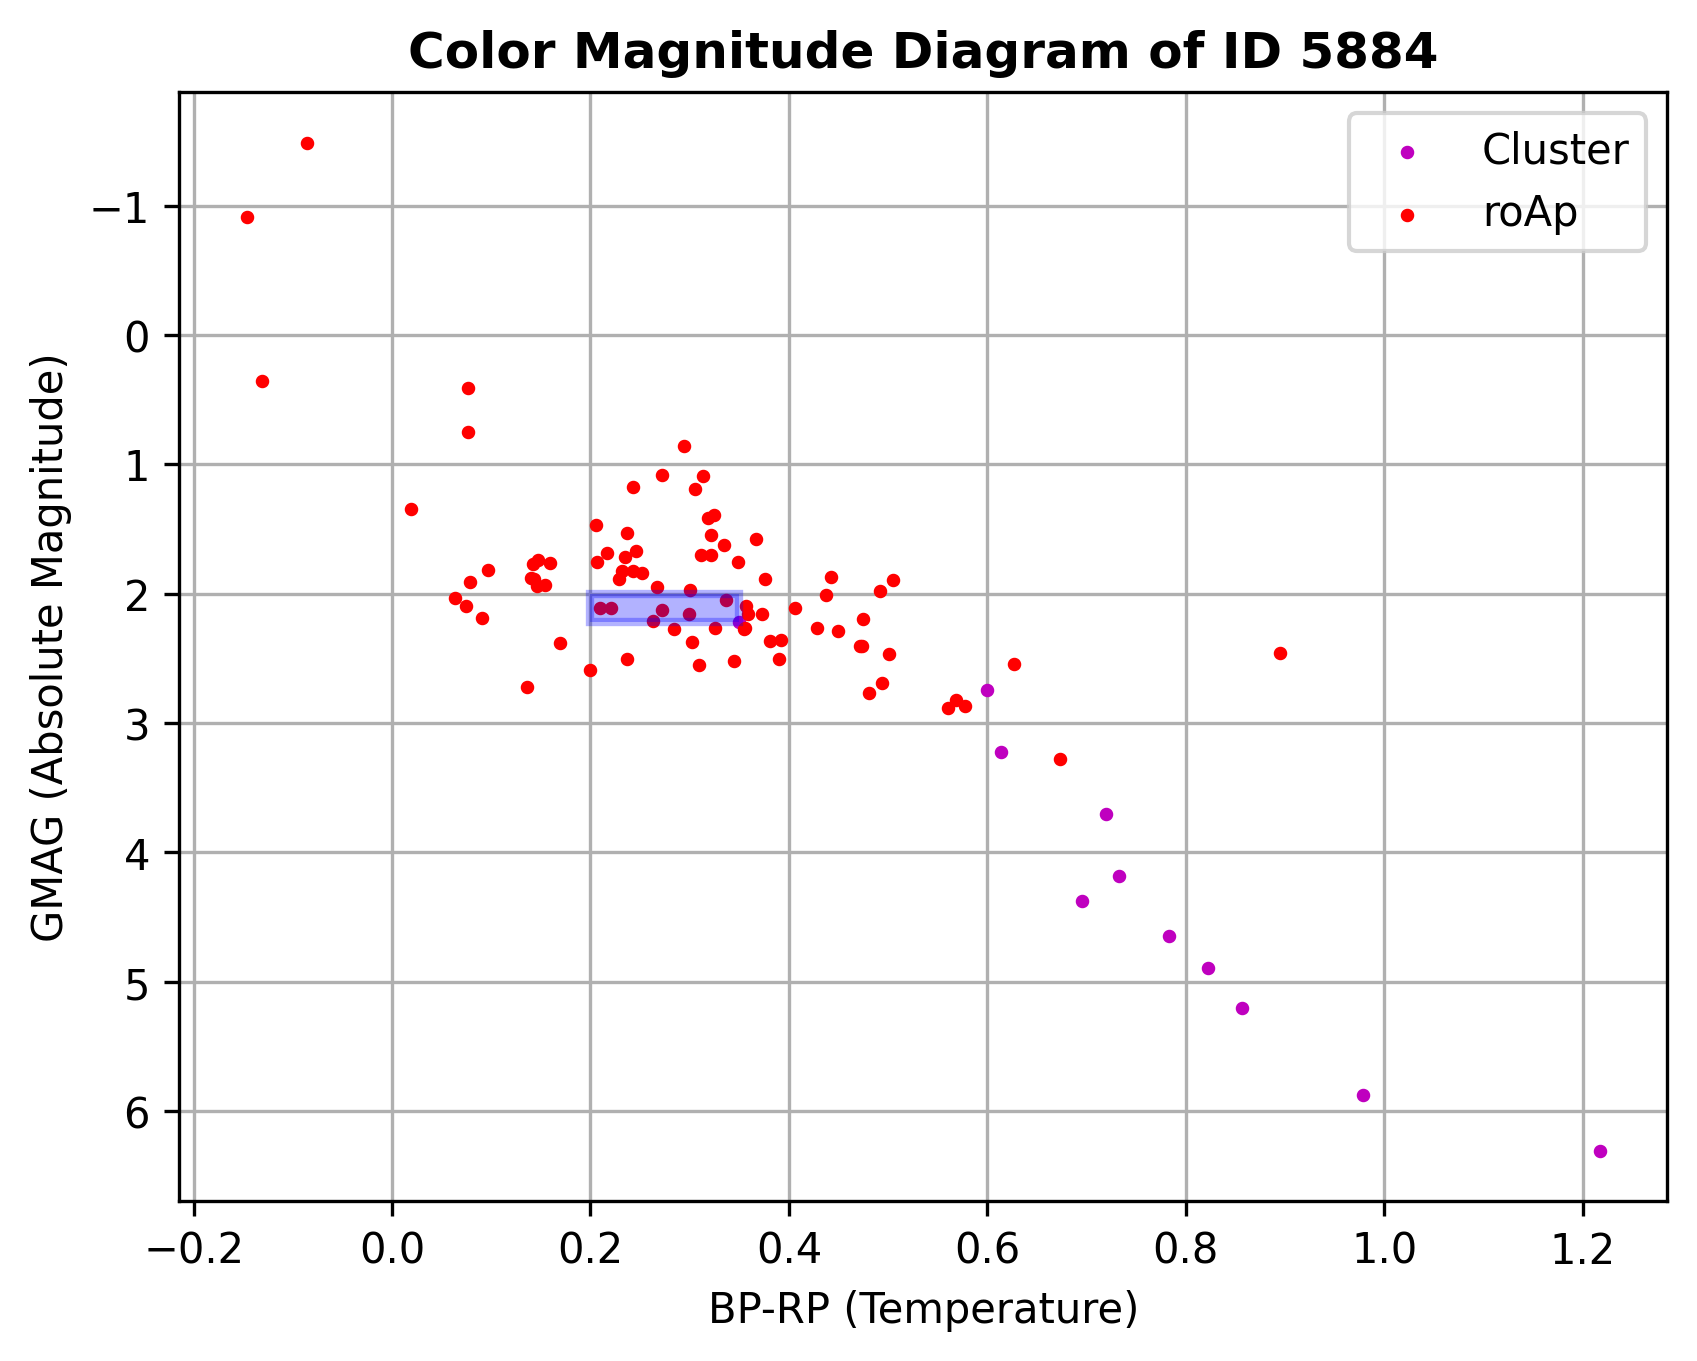 Color Magnitude Diagram of ID 5884
Cluster
roAp
GMAG (Absolute Magnitude)
−1
0
1
2
3
4
5
6
−0.2 0.0 0.2 0.4 0.6 0.8 1.0 1.2
BP-RP (Temperature)